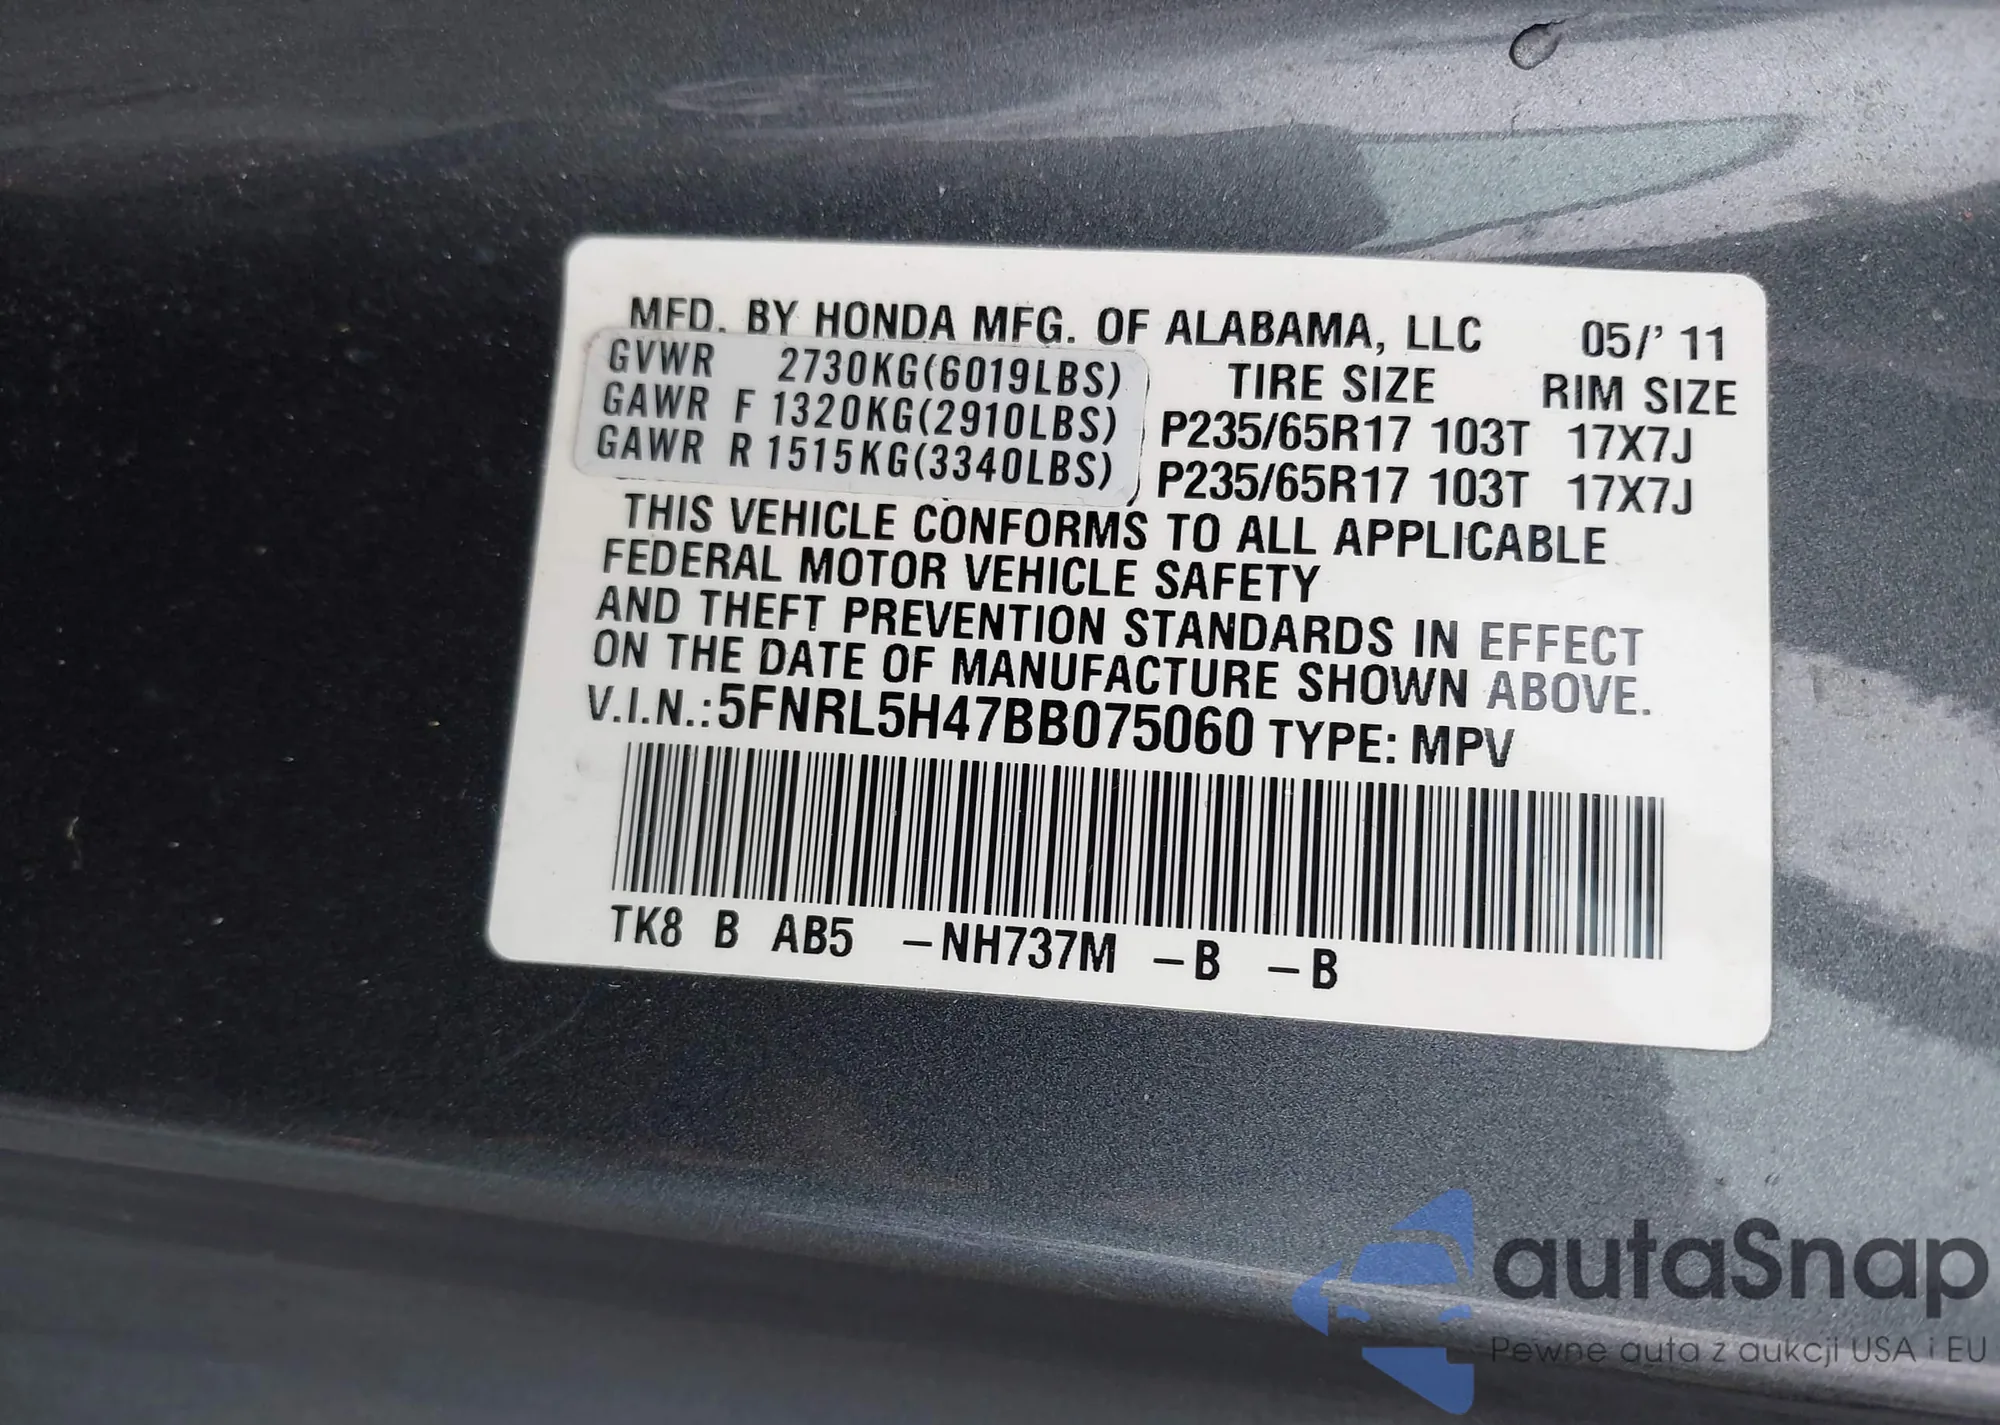 MFD. BY HONDA MFG. OF ALABAMA, LLC 05/' 11
GVWR 2730KG(6019LBS) TIRE SIZE RIM SIZE
GAWR F 1320KG(2910LBS) P235/65R17 103T 17X7J
GAWR R 1515KG(3340LBS) P235/65R17 103T 17X7J
THIS VEHICLE CONFORMS TO ALL APPLICABLE
FEDERAL MOTOR VEHICLE SAFETY
AND THEFT PREVENTION STANDARDS IN EFFECT
ON THE DATE OF MANUFACTURE SHOWN ABOVE.
V.I.N.:5FNRL5H47BB075060 TYPE: MPV
TK8 B AB5 –NH737M –B –B
autaSnap
Pewne auta z aukcji USA i EU